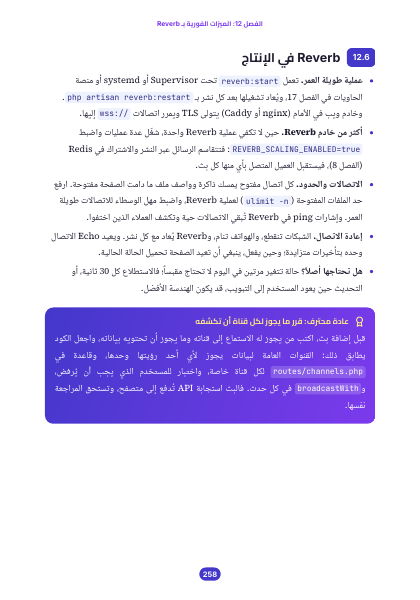 الفصل 12: الميزات الفورية بـ Reverb
12.6 Reverb في الإنتاج
• عملية طويلة العمر. تعمل reverb:start تحت Supervisor أو systemd أو منصة
الحاويات في الفصل 17، ويُعاد تشغيلها بعد كل نشر بـ php artisan reverb:restart .
وخادم ويب في الأمام (nginx أو Caddy) يتولى TLS ويمرر اتصالات wss:// إليها.
• أكثر من خادم Reverb. حين لا تكفي عملية Reverb واحدة، شغّل عدة عمليات واضبط
REVERB_SCALING_ENABLED=true : فتتقاسم الرسائل عبر النشر والاشتراك في Redis
(الفصل 8)، فيستقبل العميل المتصل بأي منها كل بث.
• الاتصالات والحدود. كل اتصال مفتوح يمسك ذاكرة وواصف ملف ما دامت الصفحة مفتوحة. ارفع
حد الملفات المفتوحة ( ulimit -n ) لعملية Reverb، واضبط مهل الوسطاء للاتصالات طويلة
العمر. وإشارات ping في Reverb تُبقي الاتصالات حية وتكشف العملاء الذين اختفوا.
• إعادة الاتصال. الشبكات تنقطع، والهواتف تنام، وReverb يُعاد مع كل نشر. ويعيد Echo الاتصال
وحده بتأخيرات متزايدة؛ وحين يفعل، ينبغي أن تعيد الصفحة تحميل الحالة الحالية.
• هل تحتاجها أصلاً؟ حالة تتغير مرتين في اليوم لا تحتاج مقبساً؛ فالاستطلاع كل 30 ثانية، أو
التحديث حين يعود المستخدم إلى التبويب، قد يكون الهندسة الأفضل.
عادة محترف: قرر ما يجوز لكل قناة أن تكشفه
قبل إضافة بث، اكتب من يجوز له الاستماع إلى قناته وما يجوز أن تحتويه بياناته، واجعل الكود
يطابق ذلك: القنوات العامة لبيانات يجوز لأي أحد رؤيتها وحدها، وقاعدة في
routes/channels.php لكل قناة خاصة، واختبار للمستخدم الذي يجب أن يُرفض،
وbroadcastWith في كل حدث. فالبث استجابة API تُدفع إلى متصفح، وتستحق المراجعة
نفسها.
258